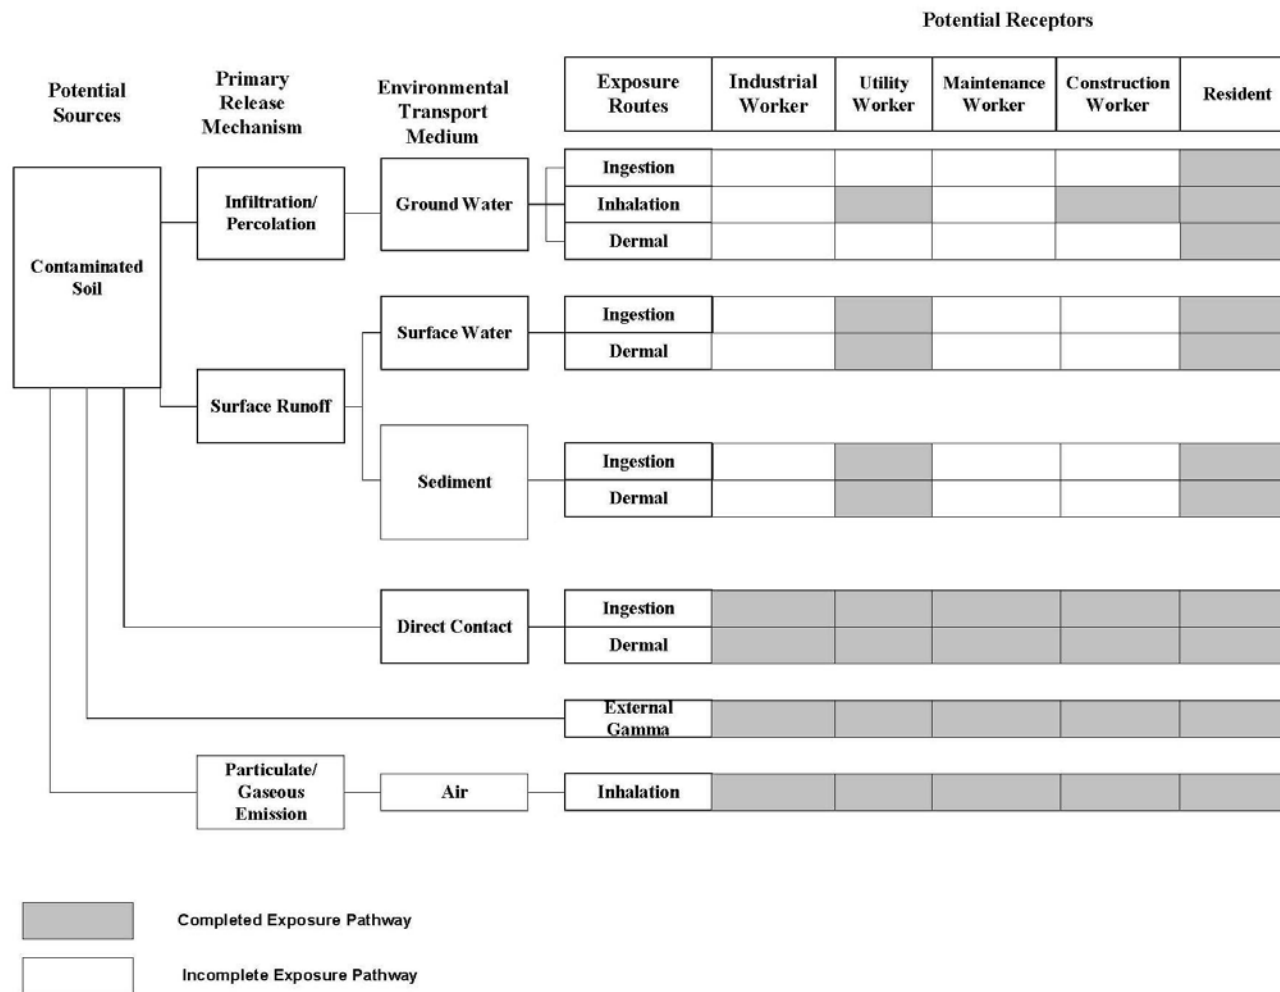 Potential Receptors
Potential
Sources
Primary
Release
Mechanism
Environmental
Transport
Medium
Exposure
Routes
Industrial
Worker
Utility
Worker
Maintenance
Worker
Construction
Worker
Resident
Contaminated
Soil
Infiltration/
Percolation
Ground Water
Ingestion
Inhalation
Dermal
Surface Runoff
Surface Water
Ingestion
Dermal
Sediment
Ingestion
Dermal
Direct Contact
Ingestion
Dermal
External
Gamma
Particulate/
Gaseous
Emission
Air
Inhalation
Completed Exposure Pathway
Incomplete Exposure Pathway